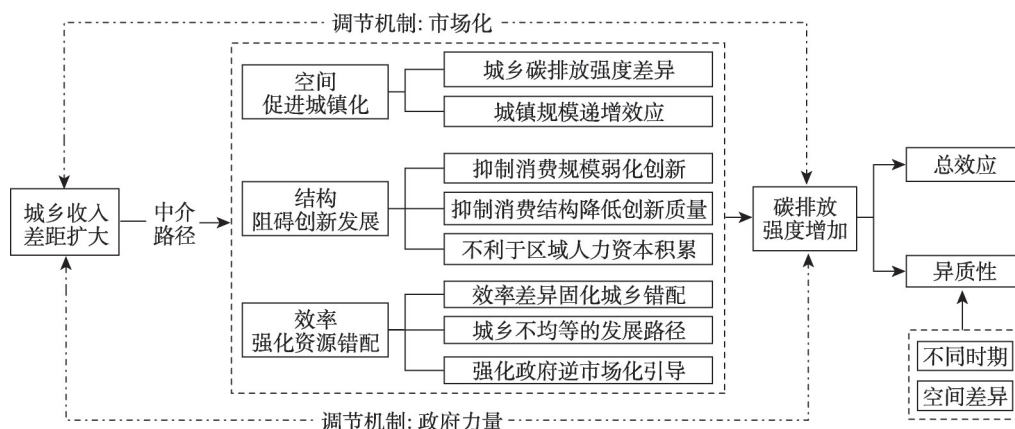 调节机制: 市场化
空间
促进城镇化
城乡碳排放强度差异
城镇规模递增效应
城乡收入
差距扩大
中介
路径
结构
阻碍创新发展
抑制消费规模弱化创新
抑制消费结构降低创新质量
不利于区域人力资本积累
效率
强化资源错配
效率差异固化城乡错配
城乡不均等的发展路径
强化政府逆市场化引导
碳排放
强度增加
总效应
异质性
不同时期
空间差异
调节机制: 政府力量